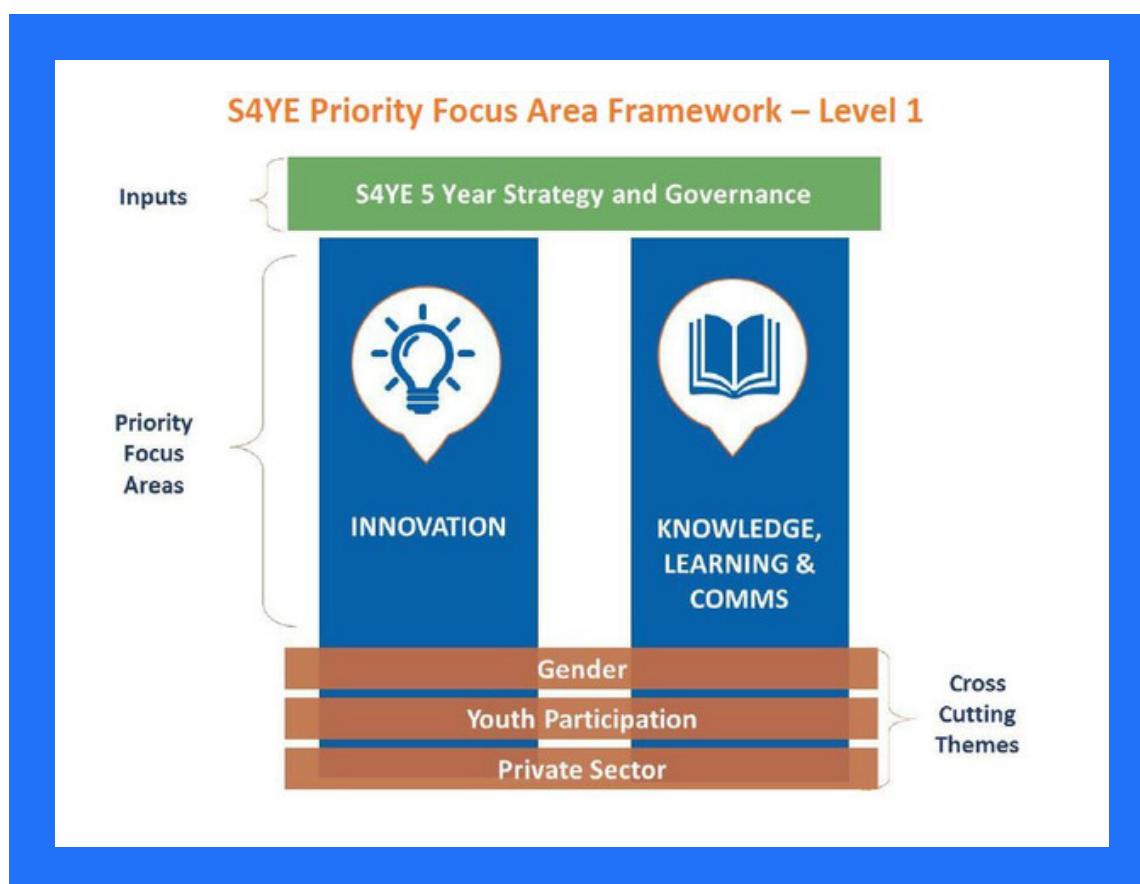 S4YE Priority Focus Area Framework – Level 1
Inputs
S4YE 5 Year Strategy and Governance
Priority
Focus
Areas
INNOVATION
KNOWLEDGE,
LEARNING &
COMMS
Gender
Youth Participation
Private Sector
Cross
Cutting
Themes